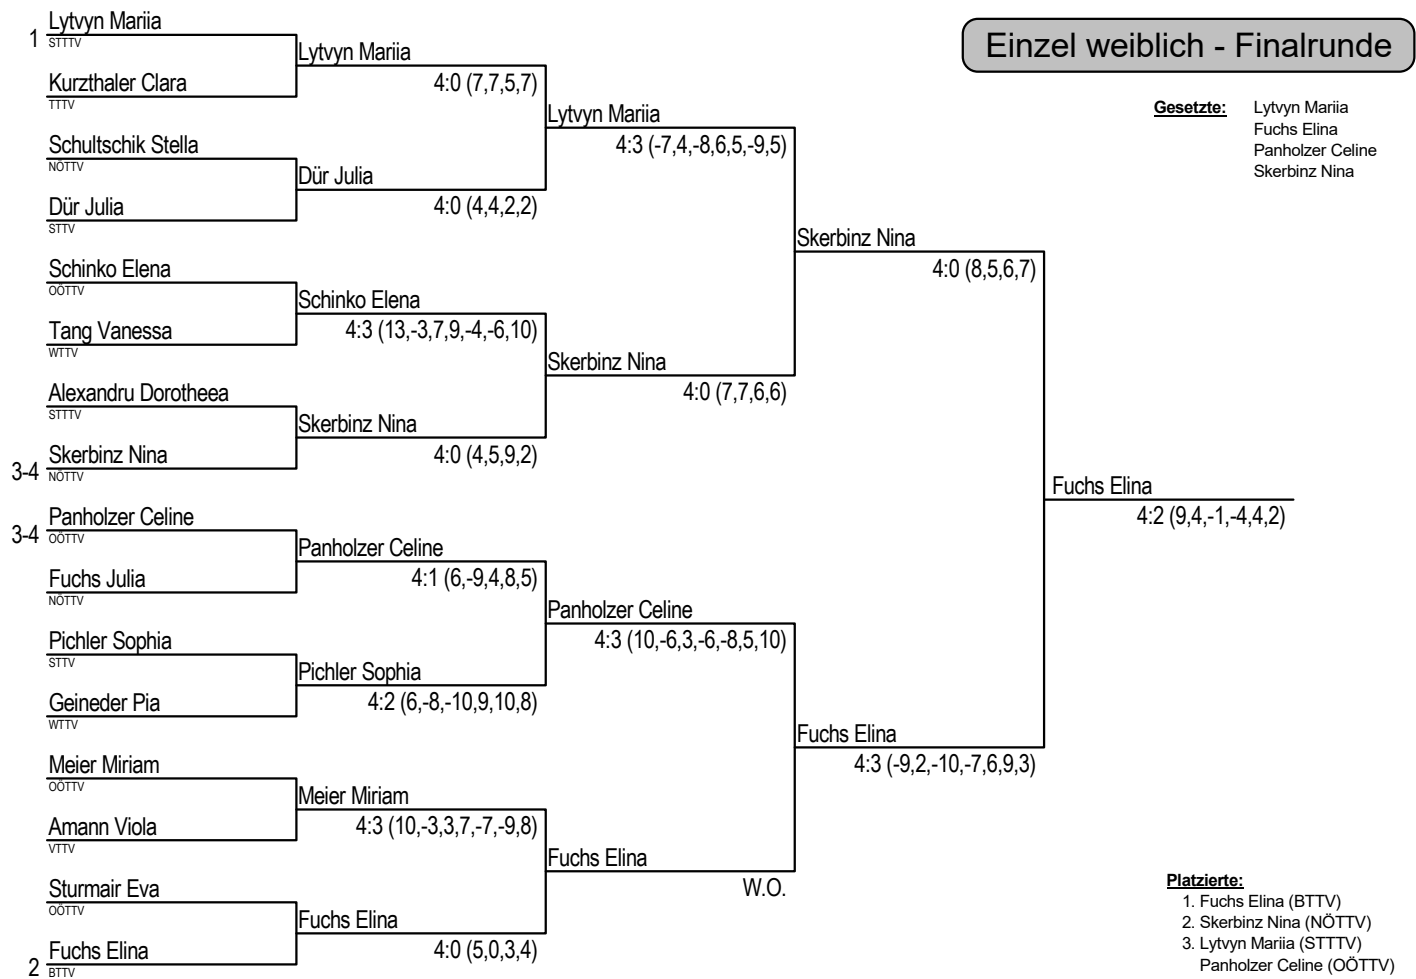 Einzel weiblich - Finalrunde
Gesetzte: Lytvyn Mariia
Fuchs Elina
Panholzer Celine
Skerbinz Nina
1 Lytvyn Mariia
STTTV
Kurzthaler Clara
TTTV
Schultschik Stella
NÖTTV
Dür Julia
STTV
Schinko Elena
OÖTTV
Tang Vanessa
WTTV
Alexandru Dorotheea
STTTV
3-4 Skerbinz Nina
NÖTTV
3-4 Panholzer Celine
OÖTTV
Fuchs Julia
NÖTTV
Pichler Sophia
STTV
Geineder Pia
WTTV
Meier Miriam
OÖTTV
Amann Viola
VTTV
Sturmair Eva
OÖTTV
2 Fuchs Elina
BTTV
Lytvyn Mariia
4:0 (7,7,5,7)
Dür Julia
4:0 (4,4,2,2)
Schinko Elena
4:3 (13,-3,7,9,-4,-6,10)
Skerbinz Nina
4:0 (4,5,9,2)
Panholzer Celine
4:1 (6,-9,4,8,5)
Pichler Sophia
4:2 (6,-8,-10,9,10,8)
Meier Miriam
4:3 (10,-3,3,7,-7,-9,8)
Fuchs Elina
4:0 (5,0,3,4)
Lytvyn Mariia
4:3 (-7,4,-8,6,5,-9,5)
Skerbinz Nina
4:0 (7,7,6,6)
Panholzer Celine
4:3 (10,-6,3,-6,-8,5,10)
Fuchs Elina
W.O.
Skerbinz Nina
4:0 (8,5,6,7)
Fuchs Elina
4:3 (-9,2,-10,-7,6,9,3)
Fuchs Elina
4:2 (9,4,-1,-4,4,2)
Platzierte:
1. Fuchs Elina (BTTV)
2. Skerbinz Nina (NÖTTV)
3. Lytvyn Mariia (STTTV)
Panholzer Celine (OÖTTV)